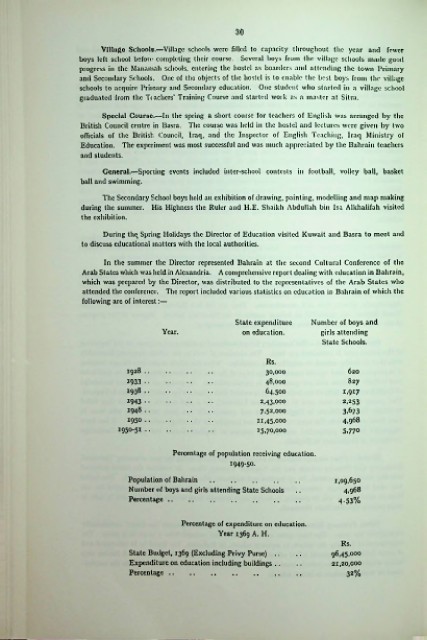 30
Village Schools.—Village schools were filled to capacity throughout the year and fewer
boys left school before completing their course. Several boys from the village schools made good
progress in the Manamah schools, entering the hostel as boarders and attending the town Primary
and Secondary Schools. One of the objects of the hostel is to enable the best boys from the village
schools to acquire Primary and Secondary education. One student who started in a village school
graduated from the Teachers' Training Course and started work as a master at Sitra.
Special Course.—In the spring a short course for teachers of English was arranged by the
British Council centre in Basra. The course was held in the hostel and lectures were given by two
officials of the British Council, Iraq, and the Inspector of English Teaching, Iraq Ministry of
Education. The experiment was most successful and was much appreciated by the Bahrain teachers
and students.
General.—Sporting events included inter-school contests in football, volley ball, basket
ball and swimming.
The Secondary School boys held an exhibition of drawing, painting, modelling and map making
during the summer. His Highness the Ruler and H.E. Shaikh Abdullah bin Isa Alkhalifah visited
the exhibition.
During the Spring Holidays the Director of Education visited Kuwait and Basra to meet and
to discuss educational matters with the local authorities.
In the summer the Director represented Bahrain at the second Cultural Conference of the
Arab States which was held in Alexandria. A comprehensive report dealing with education in Bahrain,
which was prepared by the Director, was distributed to the representatives of the Arab States who
attended the conference. The report included various statistics on education in Bahrain of which the
following are of interest :—
State expenditure Number of boys and
Year. on education. girls attending
State Schools.
Rs.
1928 .. .. .. .. 30,000 620
1933 .. .. .. .. 48,000 827
1938 .. .. .. .. 64,500 1,917
1943 .. .. .. .. 2,43,000 2,253
1948 .. .. .. .. 7,52,000 3,673
1950 .. .. .. .. 11,45,000 4,968
1950-51 .. .. .. .. 15,70,000 5,770
Percentage of population receiving education.
1949-50.
Population of Bahrain .. .. .. .. .. 1,09,650
Number of boys and girls attending State Schools .. 4,968
Percentage .. .. .. .. .. .. .. 4·53%
Percentage of expenditure on education.
Year 1369 A. H.
Rs.
State Budget, 1369 (Excluding Privy Purse) .. .. 96,45,000
Expenditure on education including buildings .. .. 21,20,000
Percentage .. .. .. .. .. .. .. 32%